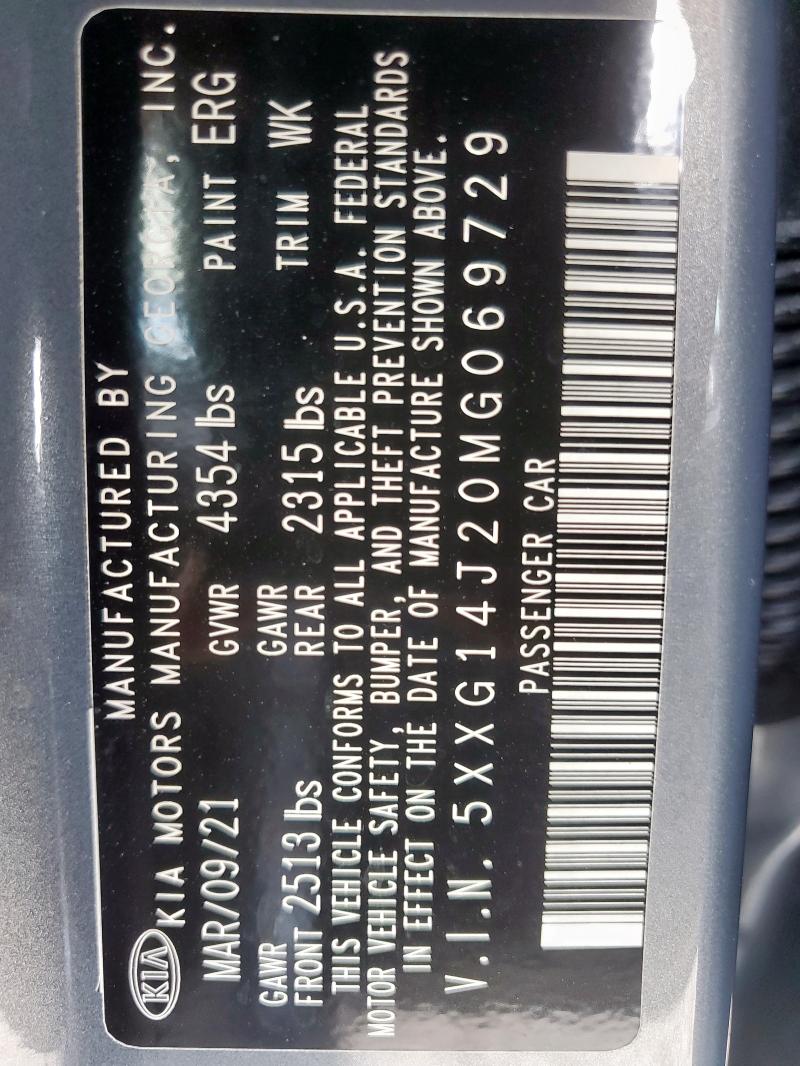 MANUFACTURED BY
KIA KIA MOTORS MANUFACTURING GEORGIA, INC.
MAR/09/21 GVWR 4354 lbs PAINT ERG
GAWR FRONT 2513 lbs GAWR REAR 2315 lbs TRIM WK
THIS VEHICLE CONFORMS TO ALL APPLICABLE U.S.A. FEDERAL
MOTOR VEHICLE SAFETY, BUMPER, AND THEFT PREVENTION STANDARDS
IN EFFECT ON THE DATE OF MANUFACTURE SHOWN ABOVE.
V.I.N. 5XXG14J20MG069729
PASSENGER CAR